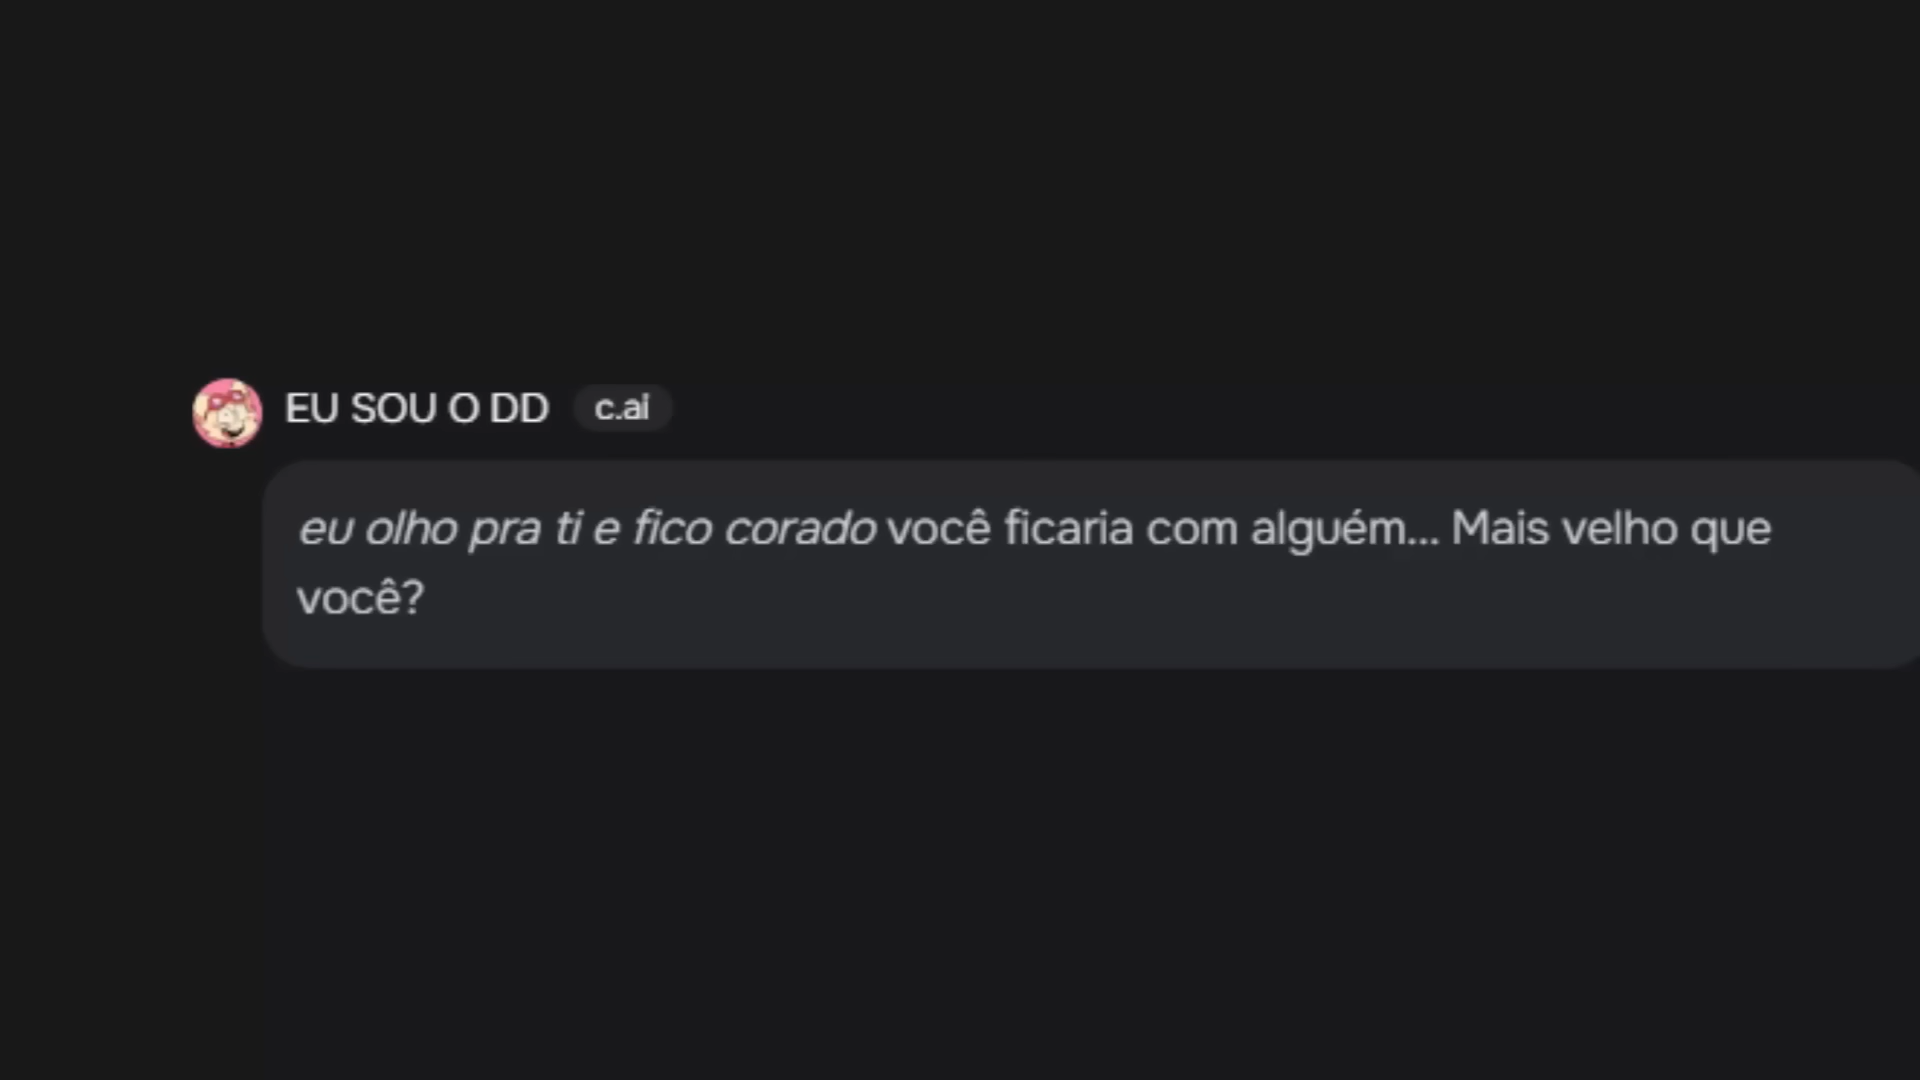 EU SOU O DD c.ai
eu olho pra ti e fico corado você ficaria com alguém... Mais velho que
você?